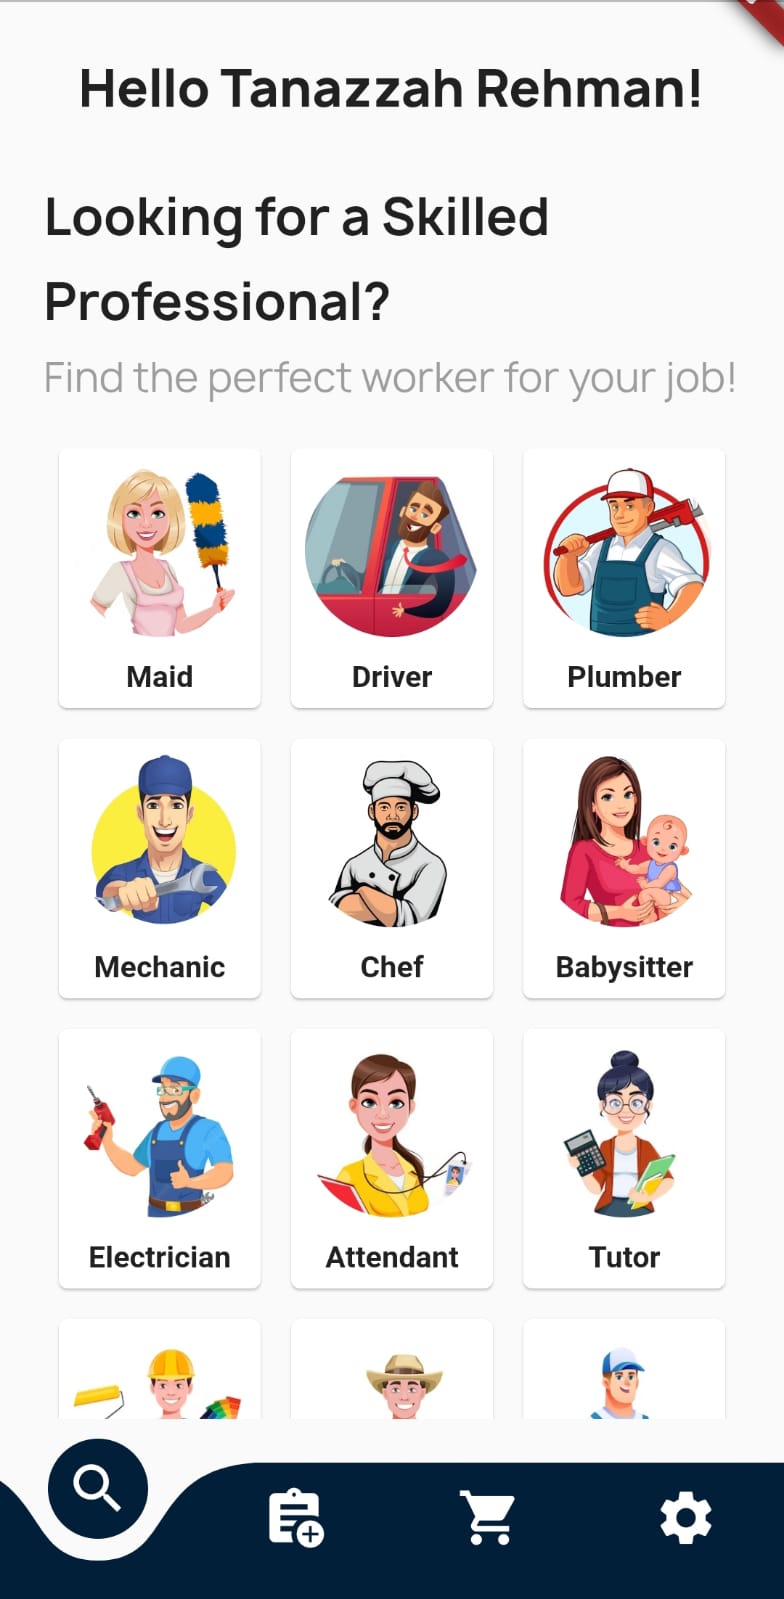 Hello Tanazzah Rehman!
Looking for a Skilled
Professional?
Find the perfect worker for your job!
Maid
Driver
Plumber
Mechanic
Chef
Babysitter
Electrician
Attendant
Tutor